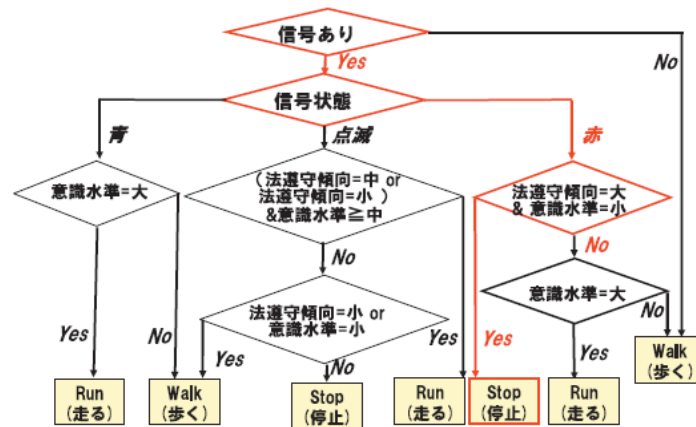 信号あり
Yes
No
信号状態
青
点滅
赤
意識水準=大
(法遵守傾向=中 or
法遵守傾向=小 )
&意識水準≧中
法遵守傾向=大
& 意識水準=小
No
No
法遵守傾向=小 or
意識水準=小
意識水準=大
Yes
No
Yes
No
Yes
Yes
Yes
No
Run
(走る)
Walk
(歩く)
Stop
(停止)
Run
(走る)
Stop
(停止)
Run
(走る)
Walk
(歩く)